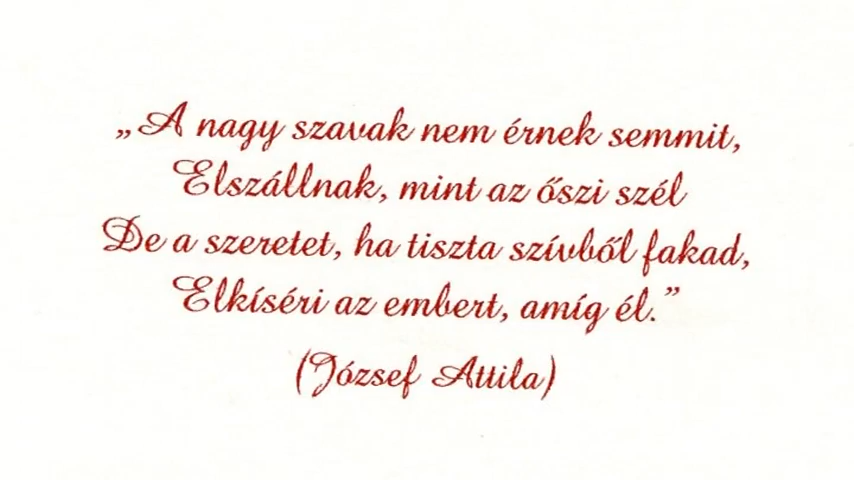 „A nagy szavak nem érnek semmit,
Elszállnak, mint az őszi szél
De a szeretet, ha tiszta szívből fakad,
Elkíséri az embert, amíg él.”
(József Attila)